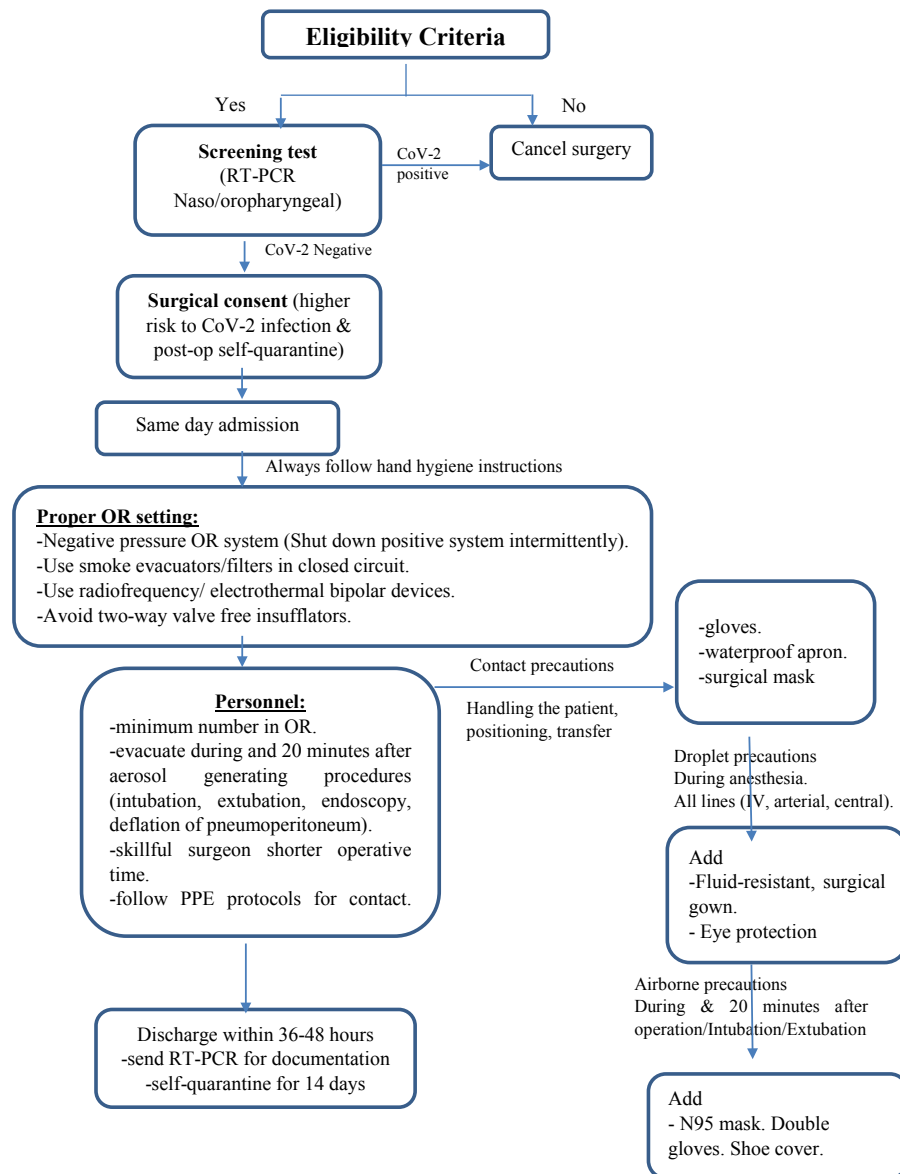 Eligibility Criteria
Yes
No
Screening test
(RT-PCR
Naso/oropharyngeal)
CoV-2
positive
Cancel surgery
CoV-2 Negative
Surgical consent (higher
risk to CoV-2 infection &
post-op self-quarantine)
Same day admission
Always follow hand hygiene instructions
Proper OR setting:
-Negative pressure OR system (Shut down positive system intermittently).
-Use smoke evacuators/filters in closed circuit.
-Use radiofrequency/ electrothermal bipolar devices.
-Avoid two-way valve free insufflators.
Personnel:
-minimum number in OR.
-evacuate during and 20 minutes after
aerosol generating procedures
(intubation, extubation, endoscopy,
deflation of pneumoperitoneum).
-skillful surgeon shorter operative
time.
-follow PPE protocols for contact.
Contact precautions
Handling the patient,
positioning, transfer
-gloves.
-waterproof apron.
-surgical mask
Droplet precautions
During anesthesia.
All lines (IV, arterial, central).
Add
-Fluid-resistant, surgical
gown.
- Eye protection
Airborne precautions
During & 20 minutes after
operation/Intubation/Extubation
Add
- N95 mask. Double
gloves. Shoe cover.
Discharge within 36-48 hours
-send RT-PCR for documentation
-self-quarantine for 14 days